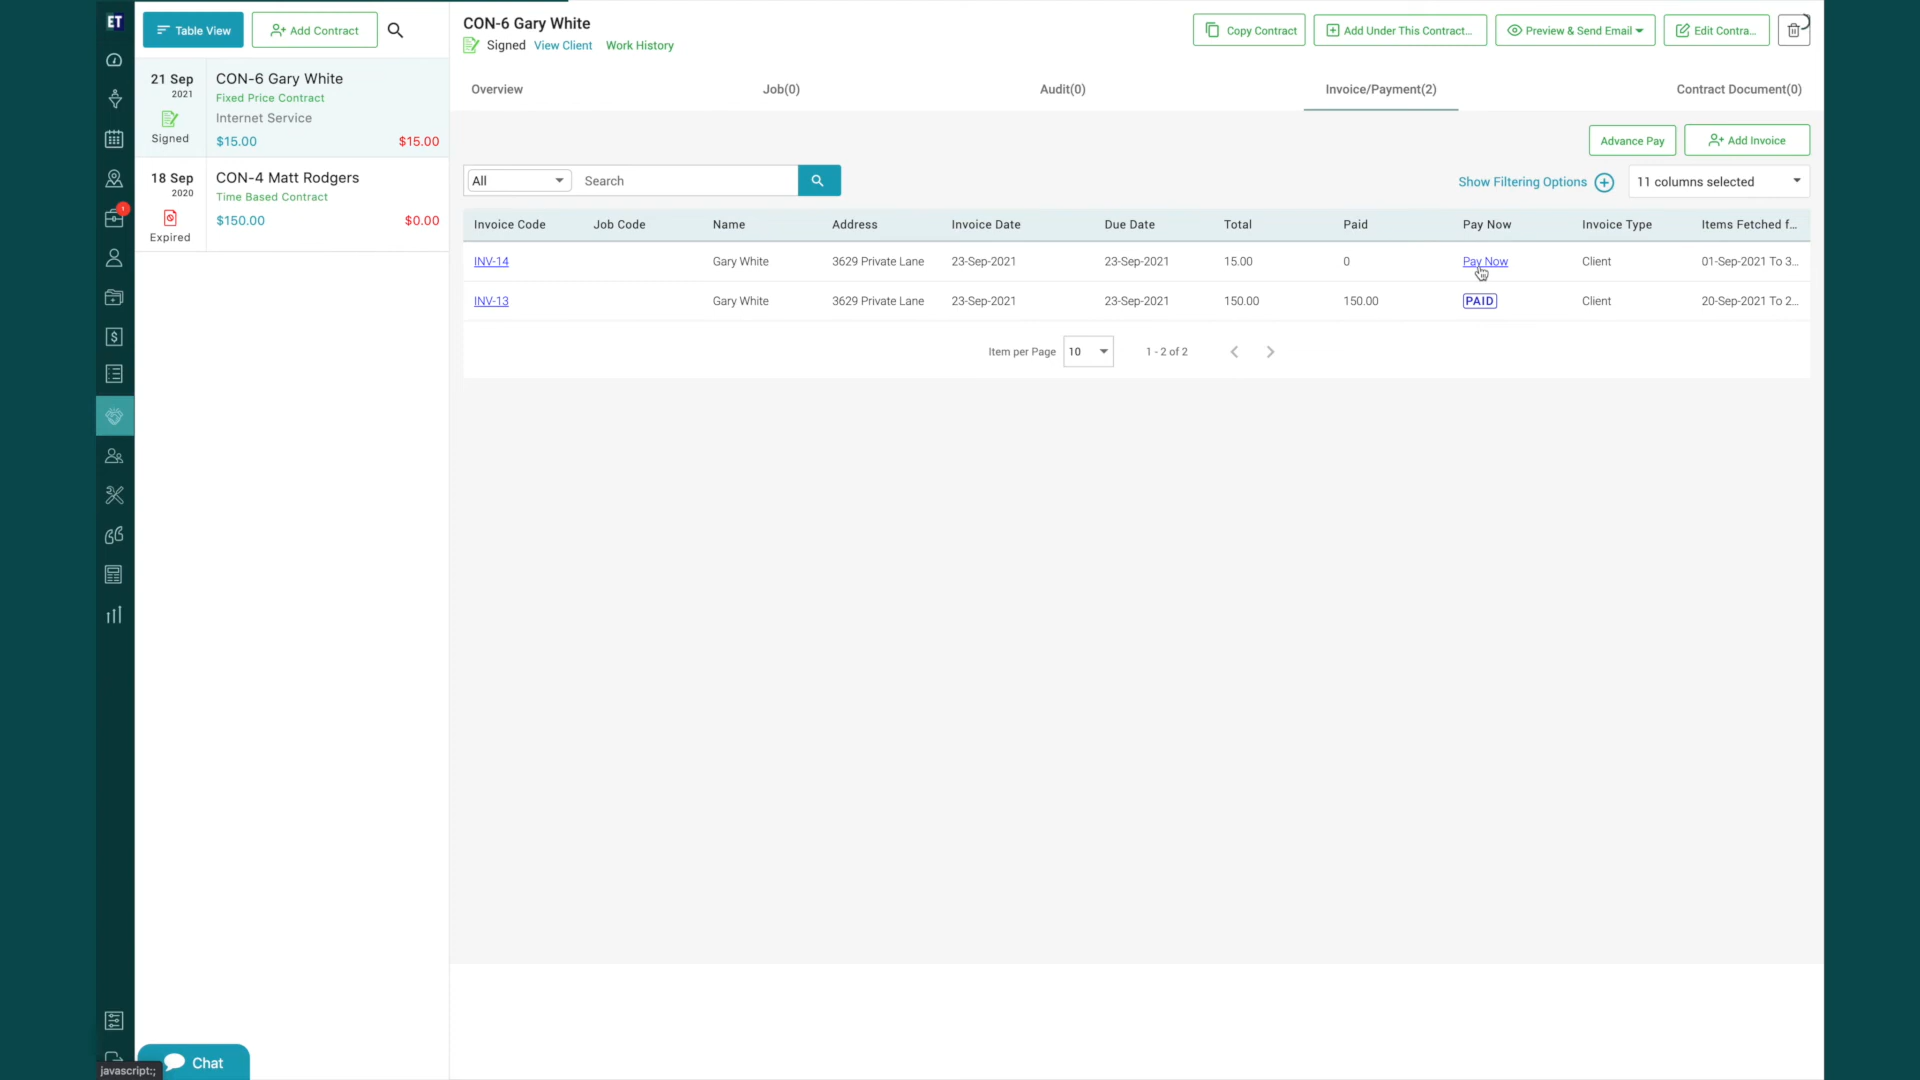 ET
Table View
Add Contract
21 Sep
2021
Signed
CON-6 Gary White
Fixed Price Contract
Internet Service
$15.00 $15.00
18 Sep
2020
Expired
CON-4 Matt Rodgers
Time Based Contract
$150.00 $0.00
1
CON-6 Gary White
Signed View Client Work History
Copy Contract
Add Under This Contract...
Preview & Send Email
Edit Contra...
Overview Job(0) Audit(0) Invoice/Payment(2) Contract Document(0)
Advance Pay
Add Invoice
All Search
Show Filtering Options
11 columns selected
Invoice Code Job Code Name Address Invoice Date Due Date Total Paid Pay Now Invoice Type Items Fetched f...
INV-14 Gary White 3629 Private Lane 23-Sep-2021 23-Sep-2021 15.00 0 Pay Now Client 01-Sep-2021 To 3...
INV-13 Gary White 3629 Private Lane 23-Sep-2021 23-Sep-2021 150.00 150.00 PAID Client 20-Sep-2021 To 2...
Item per Page 10 1 - 2 of 2
Chat
javascript:;